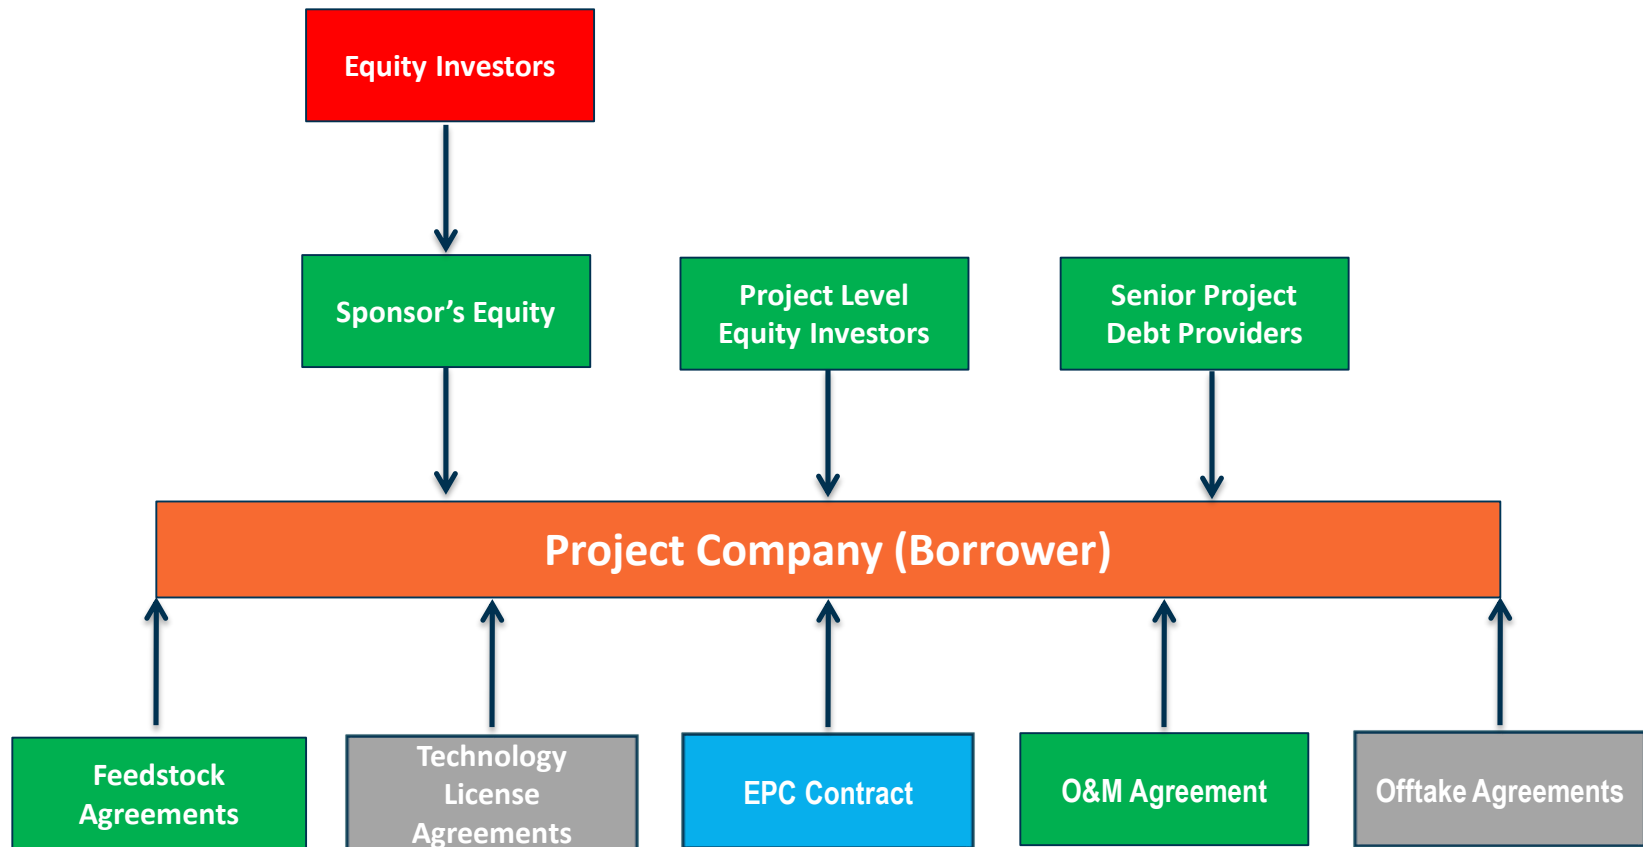 Equity Investors
Sponsor’s Equity
Project Level
Equity Investors
Senior Project
Debt Providers
Project Company (Borrower)
Feedstock
Agreements
Technology
License
Agreements
EPC Contract
O&M Agreement
Offtake Agreements